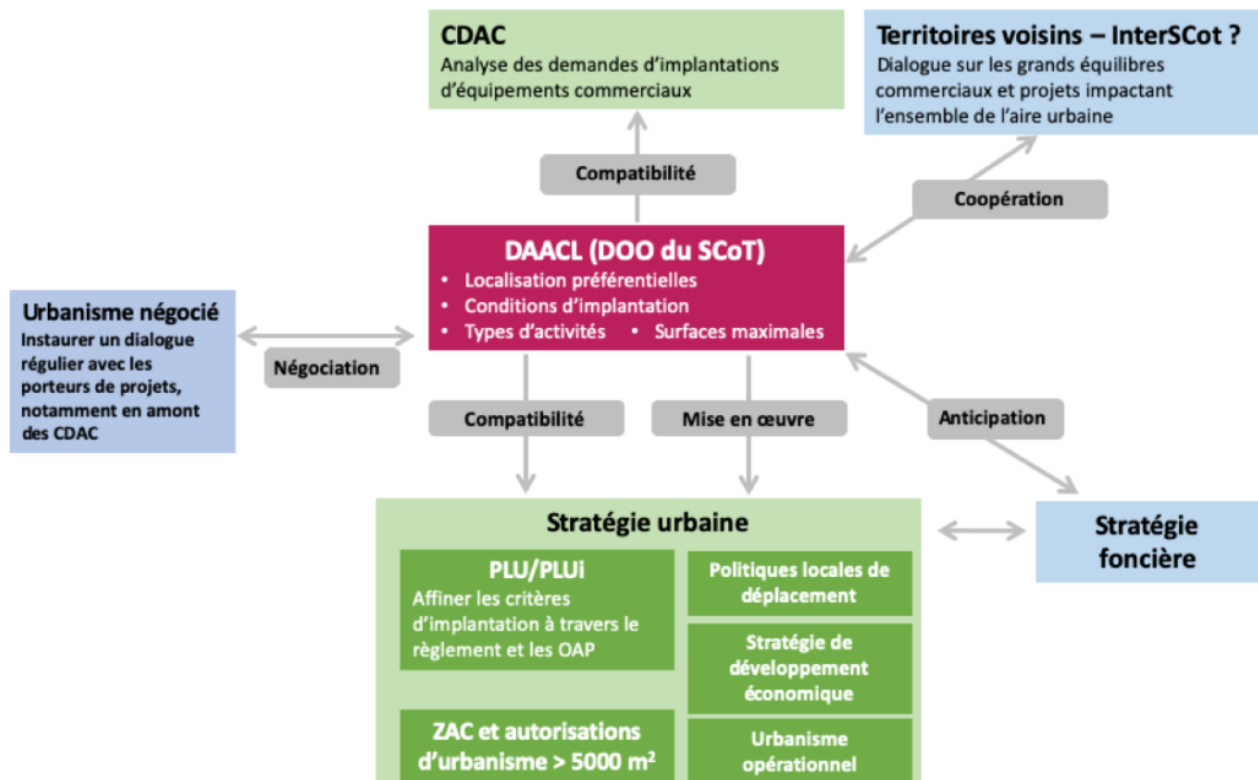 CDAC
Analyse des demandes d'implantations
d'équipements commerciaux
Territoires voisins – InterSCot ?
Dialogue sur les grands équilibres
commerciaux et projets impactant
l'ensemble de l'aire urbaine
Compatibilité
Coopération
DAACL (DOO du SCoT)
• Localisation préférentielles
• Conditions d'implantation
• Types d'activités • Surfaces maximales
Urbanisme négocié
Instaurer un dialogue
régulier avec les
porteurs de projets,
notamment en amont
des CDAC
Négociation
Compatibilité
Mise en œuvre
Anticipation
Stratégie urbaine
PLU/PLUi
Affiner les critères
d'implantation à travers le
règlement et les OAP
ZAC et autorisations
d'urbanisme > 5000 m²
Politiques locales de
déplacement
Stratégie de
développement
économique
Urbanisme
opérationnel
Stratégie
foncière